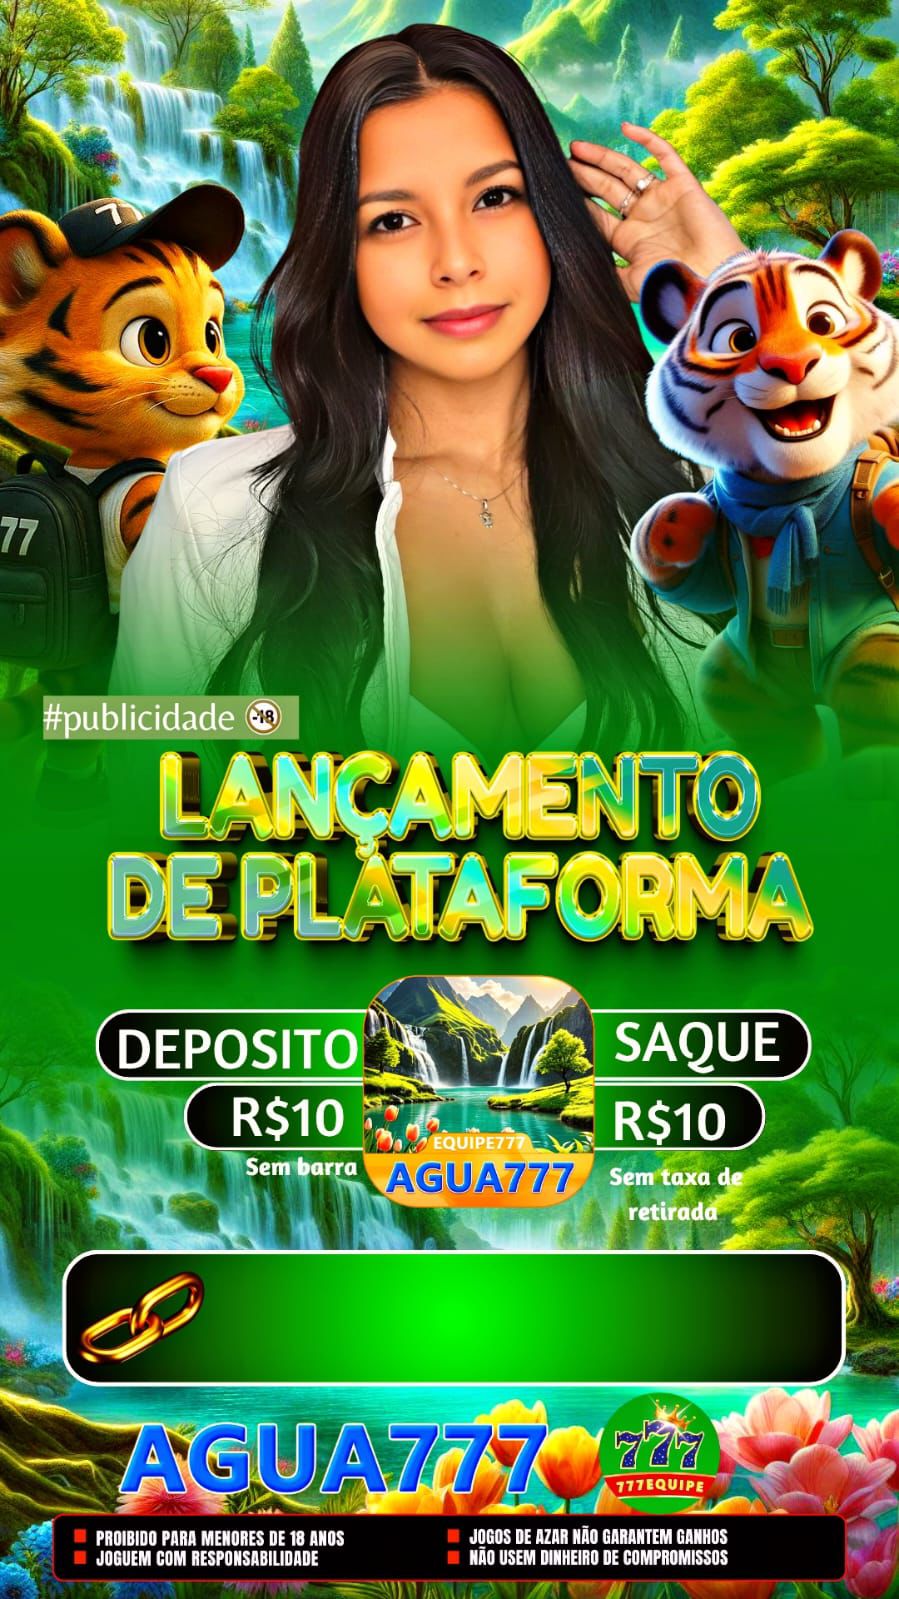 7
77
#publicidade -18
LANÇAMENTO
DE PLATAFORMA
DEPOSITO
R$10
Sem barra
EQUIPE777
AGUA777
SAQUE
R$10
Sem taxa de
retirada
AGUA777
777
777EQUIPE
PROIBIDO PARA MENORES DE 18 ANOS
JOGUEM COM RESPONSABILIDADE
JOGOS DE AZAR NÃO GARANTEM GANHOS
NÃO USEM DINHEIRO DE COMPROMISSOS